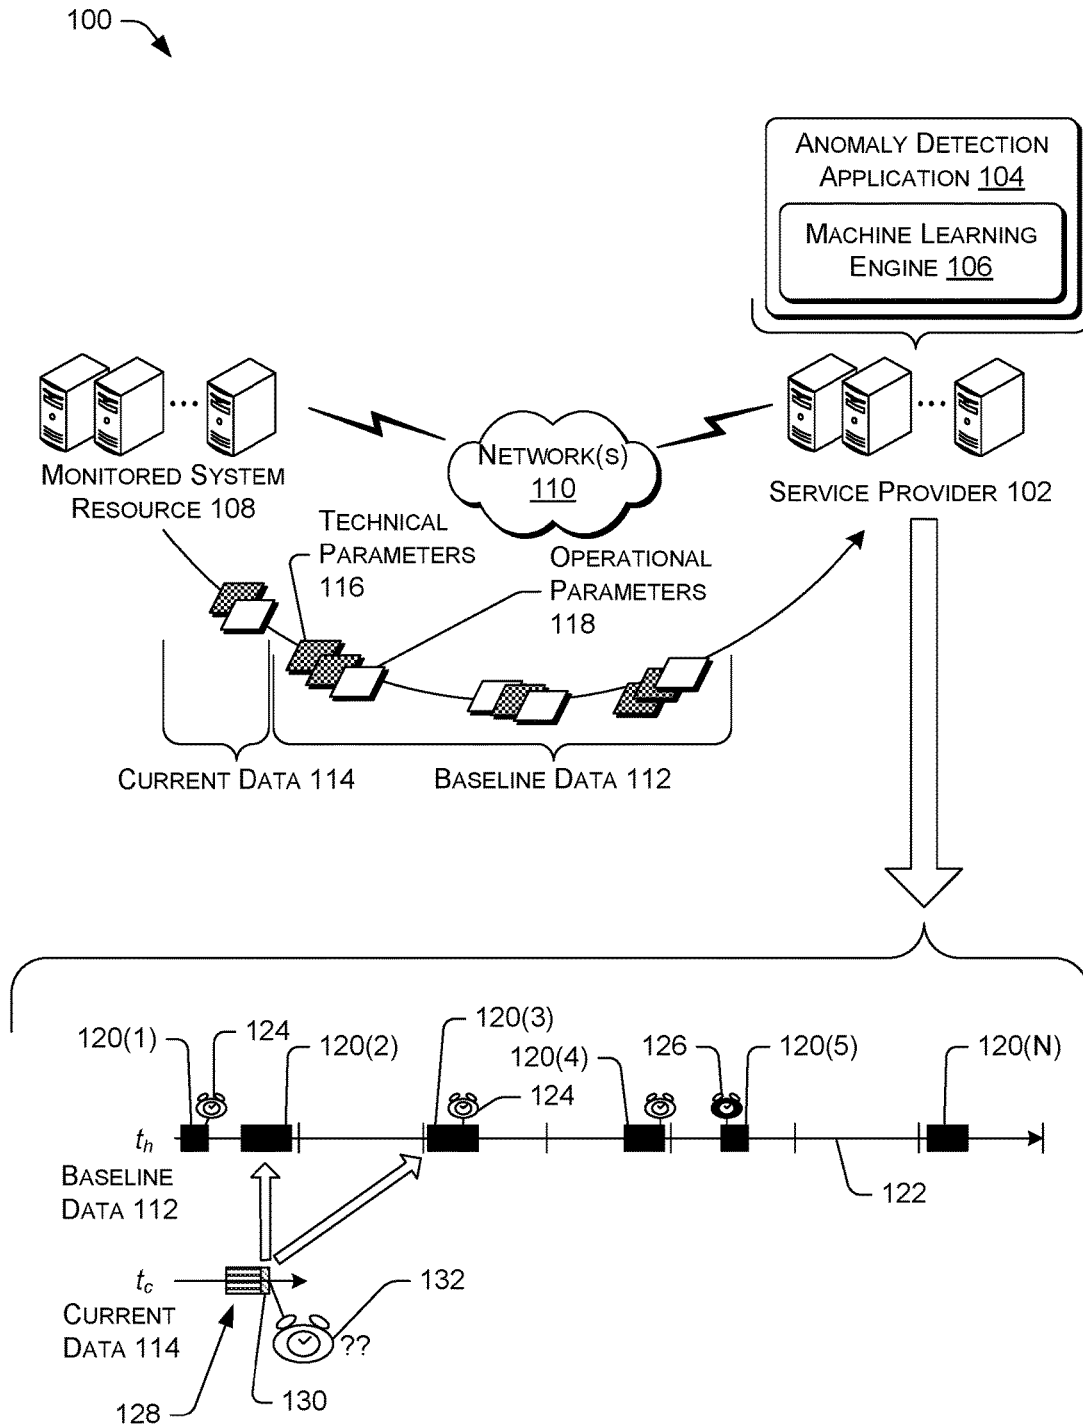 100
ANOMALY DETECTION
APPLICATION 104
MACHINE LEARNING
ENGINE 106
MONITORED SYSTEM
RESOURCE 108
NETWORK(S)
110
SERVICE PROVIDER 102
TECHNICAL
PARAMETERS
116
OPERATIONAL
PARAMETERS
118
CURRENT DATA 114
BASELINE DATA 112
120(1)
124
120(2)
120(3)
124
120(4)
126
120(5)
120(N)
th
BASELINE
DATA 112
122
tc
CURRENT
DATA 114
132
??
128
130